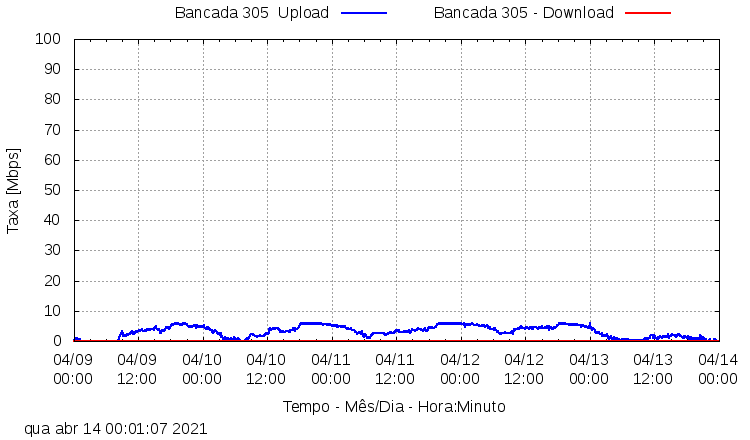 Bancada 305  Upload
Bancada 305 - Download
100
90
80
70
60
50
40
30
20
10
0
Taxa [Mbps]
04/09 04/09 04/10 04/10 04/11 04/11 04/12 04/12 04/13 04/13 04/14
00:00 12:00 00:00 12:00 00:00 12:00 00:00 12:00 00:00 12:00 00:00
Tempo - Mês/Dia - Hora:Minuto
qua abr 14 00:01:07 2021